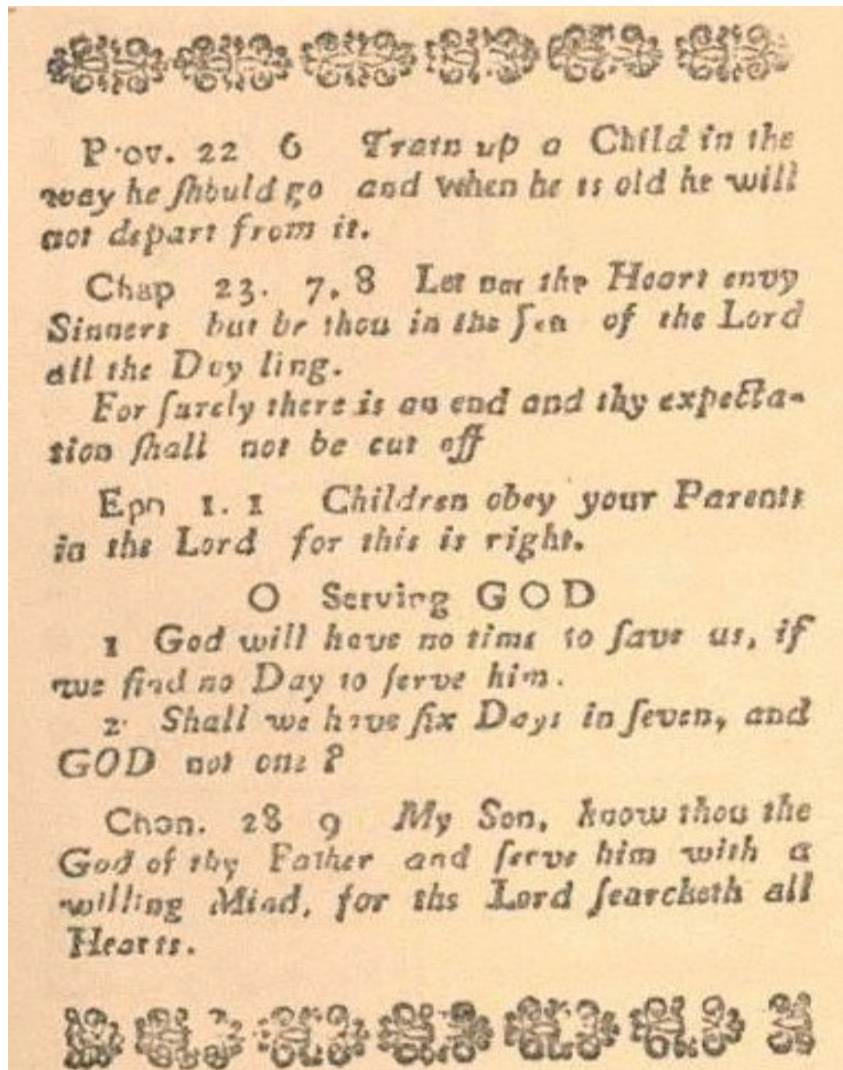 Prov. 22 6 Train up a Child in the
way he ſhould go and when he is old he will
not depart from it.
Chap 23. 7, 8 Let not thy Heart envy
Sinners but be thou in the ſea of the Lord
all the Day ling.
For ſurely there is an end and thy expecta-
tion ſhall not be cut off
Eph 1. 1 Children obey your Parents
in the Lord for this is right.
O Serving GOD
1 God will have no time to ſave us, if
we find no Day to ſerve him.
2 Shall we have ſix Days in ſeven, and
GOD not one ?
Chon. 28 9 My Son, know thou the
God of thy Father and ſerve him with a
willing Mind, for the Lord ſearcheth all
Hearts.